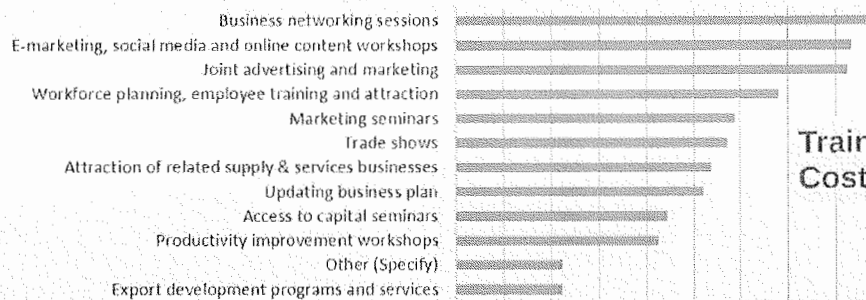 Business networking sessions
E-marketing, social media and online content workshops
Joint advertising and marketing
Workforce planning, employee training and attraction
Marketing seminars
Trade shows
Attraction of related supply & services businesses
Updating business plan
Access to capital seminars
Productivity improvement workshops
Other (Specify)
Export development programs and services
Train
Cost